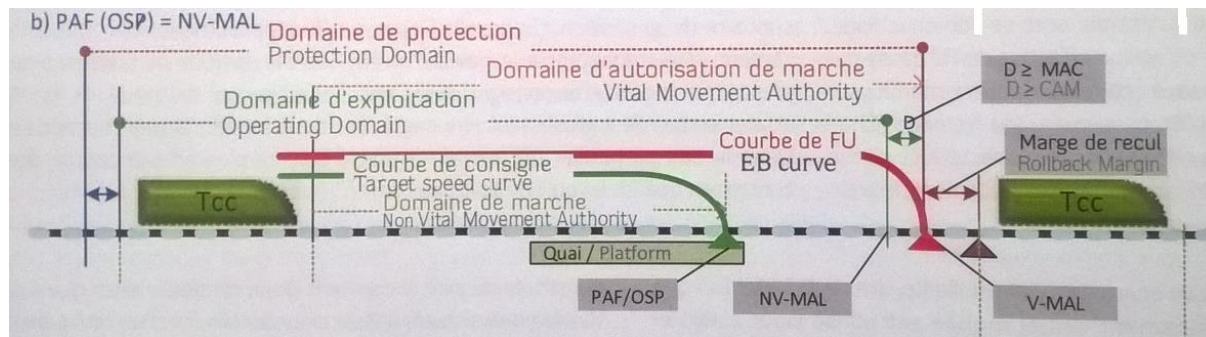 b) PAF (OSP) = NV-MAL
Domaine de protection
Protection Domain
Domaine d'autorisation de marche
Vital Movement Authority
D ≥ MAC
D ≥ CAM
Domaine d'exploitation
Operating Domain
D
Courbe de FU
EB curve
Marge de recul
Rollback Margin
Courbe de consigne
Target speed curve
Tcc
Domaine de marche
Non Vital Movement Authority
Tcc
Quai / Platform
PAF/OSP
NV-MAL
V-MAL